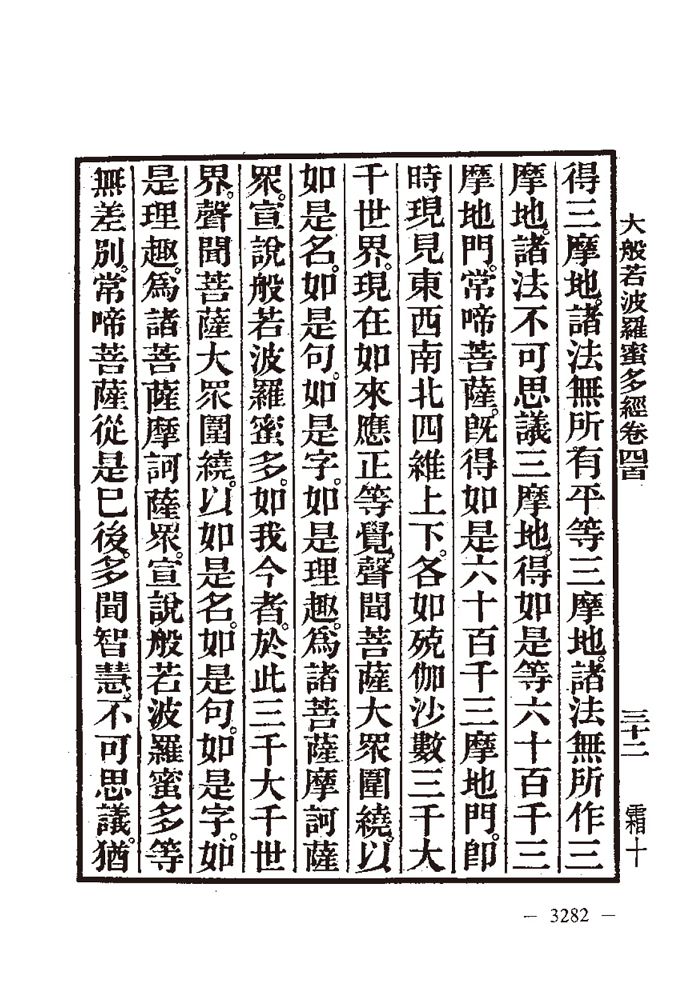 大般若波羅蜜多經卷四百
三十二
霜十
得三摩地。諸法無所有平等三摩地。諸法無所作三
摩地。諸法不可思議三摩地。得如是等六十百千三
摩地門。常啼菩薩。旣得如是六十百千三摩地門。卽
時現見東西南北四維上下。各如殑伽沙數三千大
千世界。現在如來應正等覺。聲聞菩薩大眾圍繞。以
如是名。如是句。如是字。如是理趣。爲諸菩薩摩訶薩
眾。宣說般若波羅蜜多。如我今者。於此三千大千世
界。聲聞菩薩大眾圍繞。以如是名。如是句。如是字。如
是理趣。爲諸菩薩摩訶薩眾。宣說般若波羅蜜多等
無差別。常啼菩薩從是已後。多聞智慧。不可思議。猶
— 3282 —